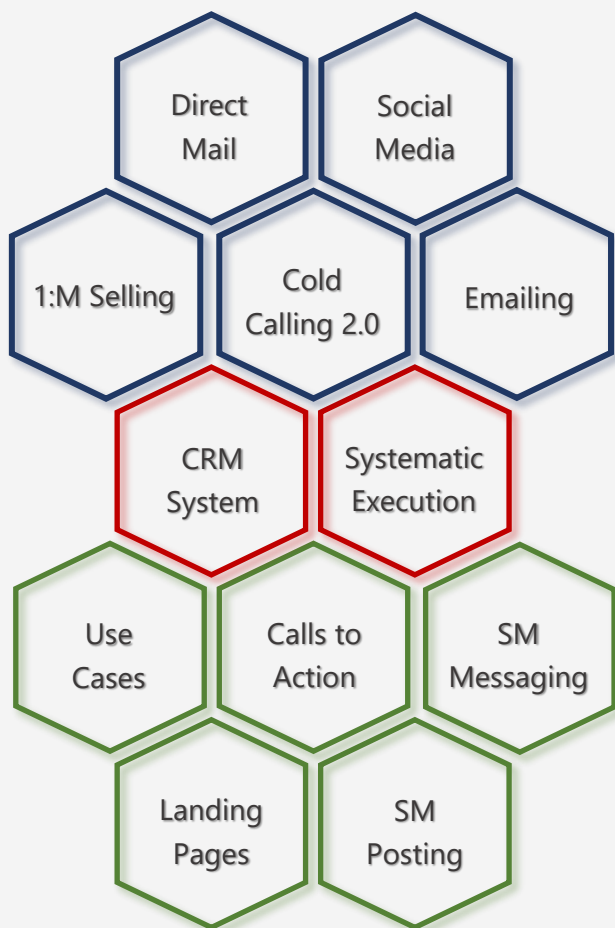 Direct
Mail
Social
Media
1:M Selling
Cold
Calling 2.0
Emailing
CRM
System
Systematic
Execution
Use
Cases
Calls to
Action
SM
Messaging
Landing
Pages
SM
Posting